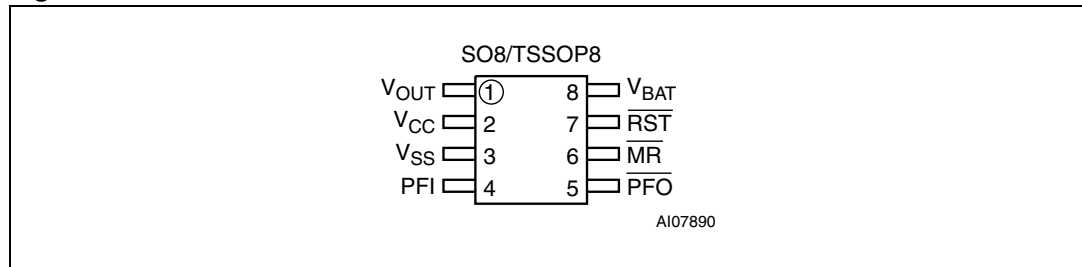 SO8/TSSOP8
VOUT 1 8 VBAT
VCC 2 7 RST
VSS 3 6 MR
PFI 4 5 PFO
AI07890